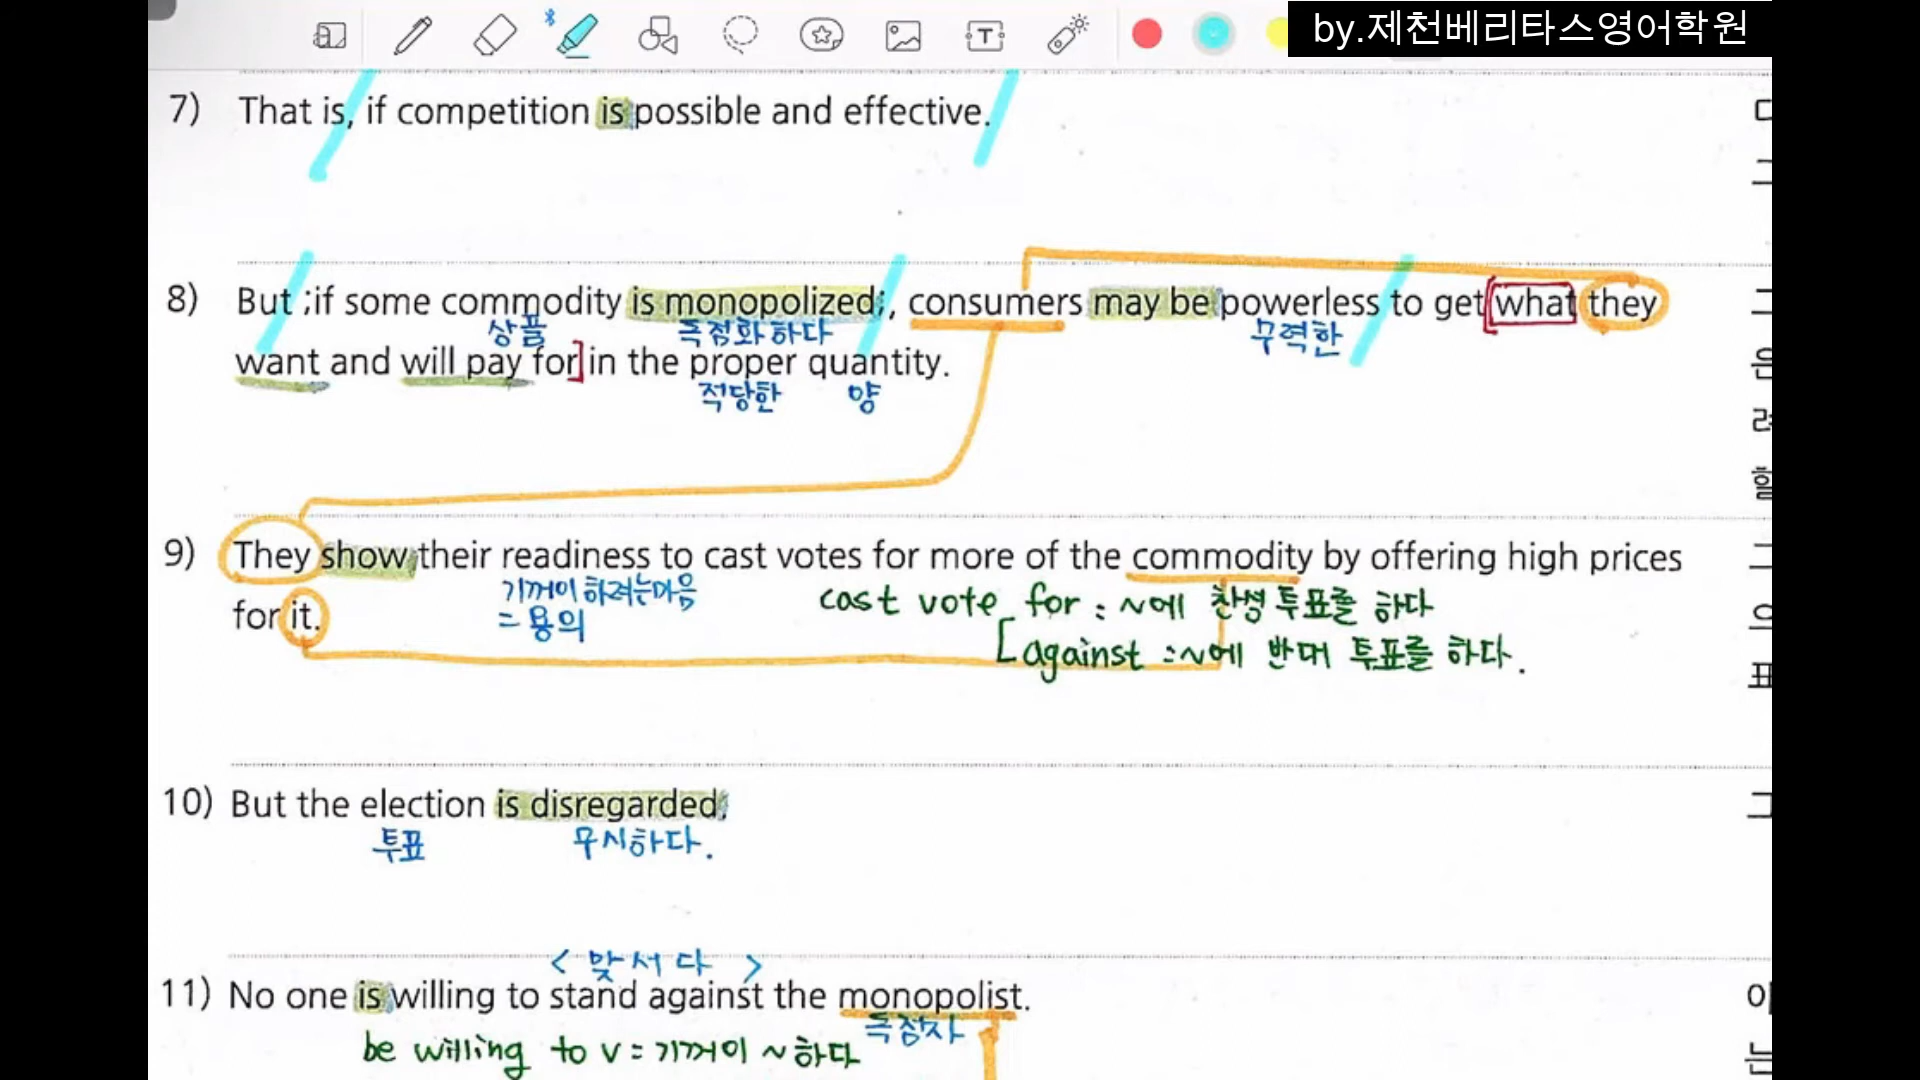 by.제천베리타스영어학원
7) That is, if competition is possible and effective.
8) But ;if some commodity is monopolized;, consumers may be powerless to get what they
상품 독점화하다 무력한
want and will pay for in the proper quantity.
적당한 양
9) They show their readiness to cast votes for more of the commodity by offering high prices
기꺼이 하려는마음 cast vote for : ~에 찬성 투표를 하다
for it.
= 용의
against : ~에 반대 투표를 하다.
10) But the election is disregarded.
투표 무시하다.
< 맞서다 >
11) No one is willing to stand against the monopolist.
독점자
be willing to v = 기꺼이 ~하다